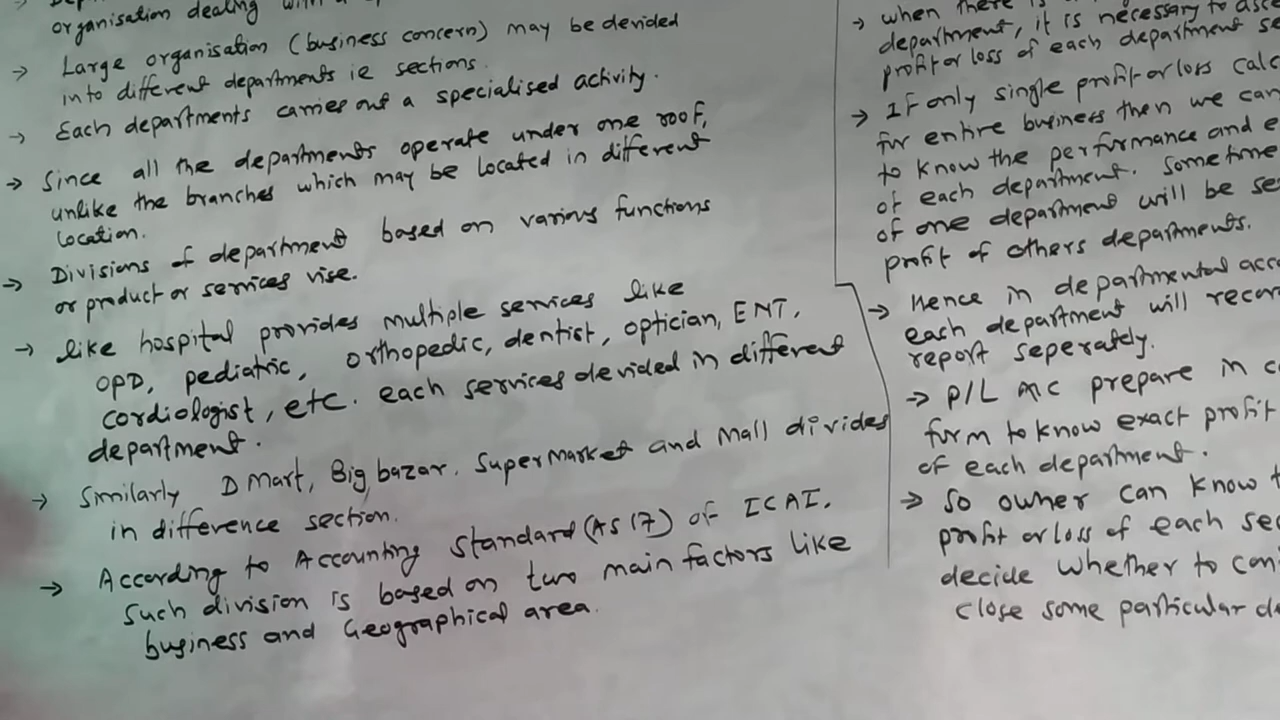 organisation dealing with a
→ Large organisation (business concern) may be devided
into different departments ie sections.
→ Each departments carries out a specialised activity.
→ Since all the departments operate under one roof,
unlike the branches which may be located in different
location.
→ Divisions of department based on various functions
or product or services vise.
→ like hospital provides multiple services like
OPD, pediatric, orthopedic, dentist, optician, ENT,
cordiologist, etc. each services devided in different
department.
→ Similarly D Mart, Big bazar, Super Market and Mall divides
in difference section.
→ According to Accounting Standard (AS 17) of ICAI,
Such division is based on two main factors like
business and Geographical area.
→ when there is
department, it is necessary to
profit or loss of each department
→ If only single profit or loss
for entire business then we can
to know the performance and
of each department. Sometime
of one department will be
profit of others departments.
→ Hence in departmental
each department will
report seperately.
→ P/L A/C prepare in
form to know exact profit
of each department.
→ So owner can know
profit or loss of each
decide whether to
close some particular